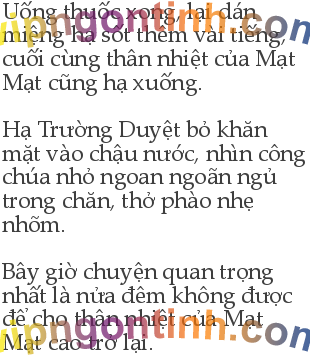 Uống thuốc xong, lại dán
miếng hạ sốt thêm vài tiếng,
cuối cùng thân nhiệt của Mạt
Mạt cũng hạ xuống.

Hạ Trường Duyệt bỏ khăn
mặt vào chậu nước, nhìn công
chúa nhỏ ngoan ngoãn ngủ
trong chăn, thở phào nhẹ
nhõm.

Bây giờ chuyện quan trọng
nhất là nửa đêm không được
để cho thân nhiệt của Mạt
Mạt cao trở lại.